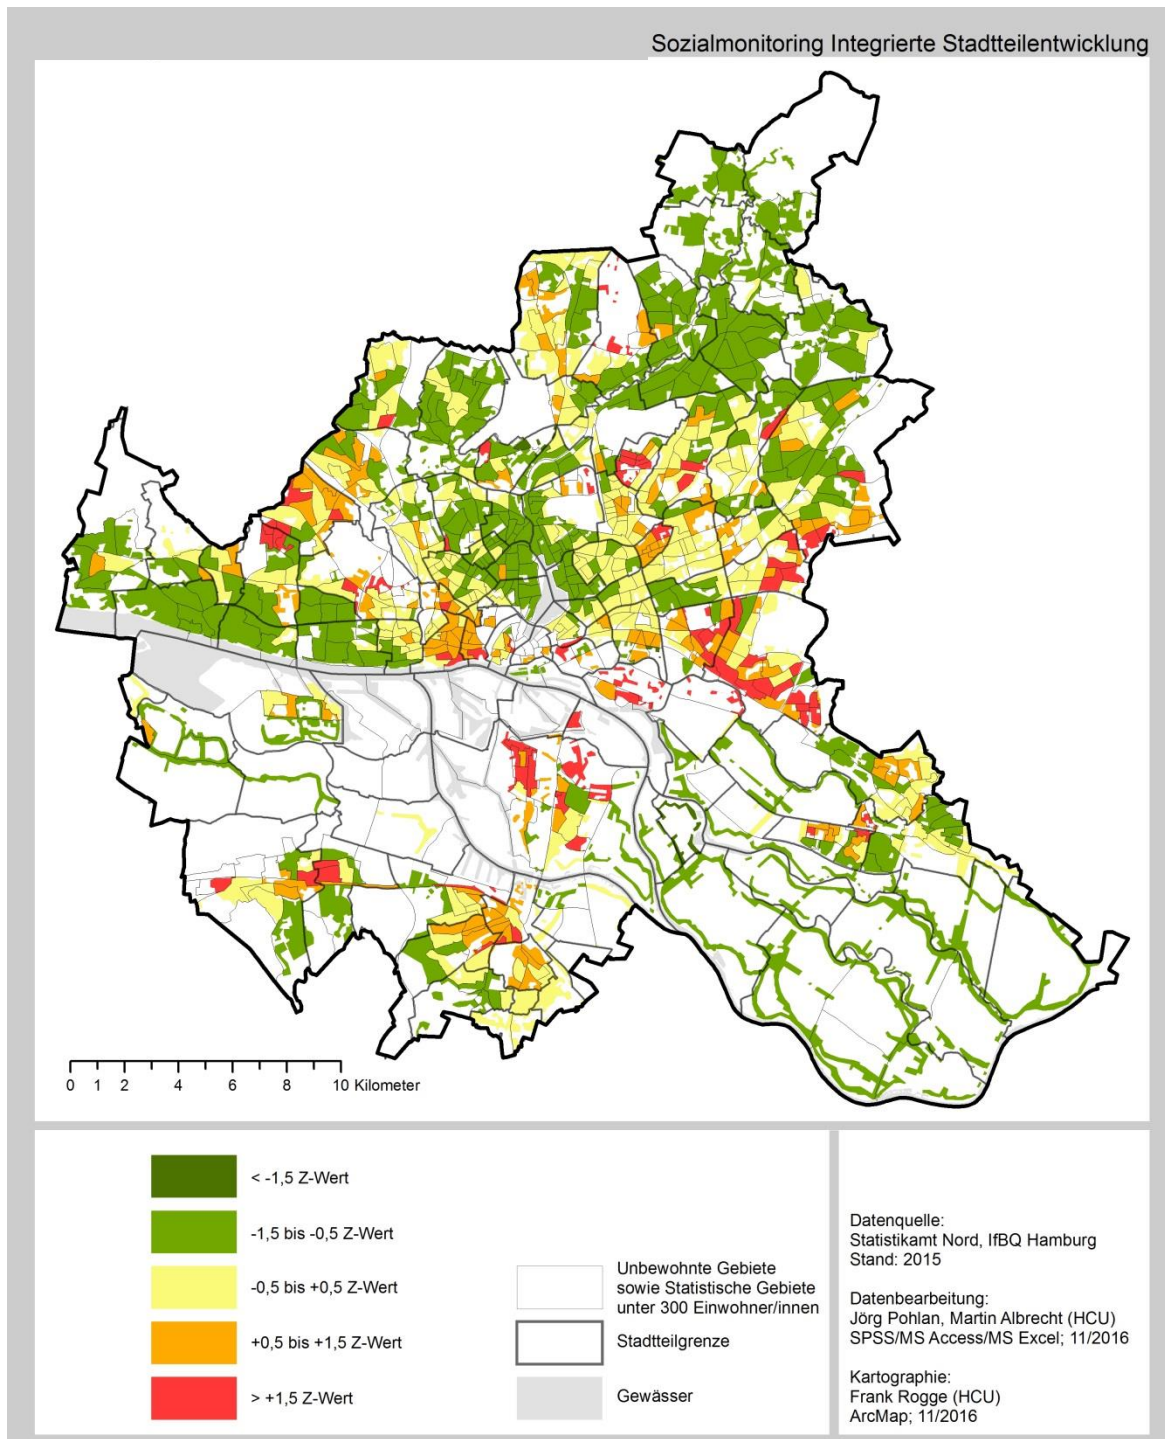 Sozialmonitoring Integrierte Stadtteilentwicklung
0 1 2 4 6 8 10 Kilometer
< -1,5 Z-Wert
-1,5 bis -0,5 Z-Wert
-0,5 bis +0,5 Z-Wert
+0,5 bis +1,5 Z-Wert
> +1,5 Z-Wert
Unbewohnte Gebiete
sowie Statistische Gebiete
unter 300 Einwohner/innen
Stadtteilgrenze
Gewässer
Datenquelle:
Statistikamt Nord, IfBQ Hamburg
Stand: 2015
Datenbearbeitung:
Jörg Pohlan, Martin Albrecht (HCU)
SPSS/MS Access/MS Excel; 11/2016
Kartographie:
Frank Rogge (HCU)
ArcMap; 11/2016